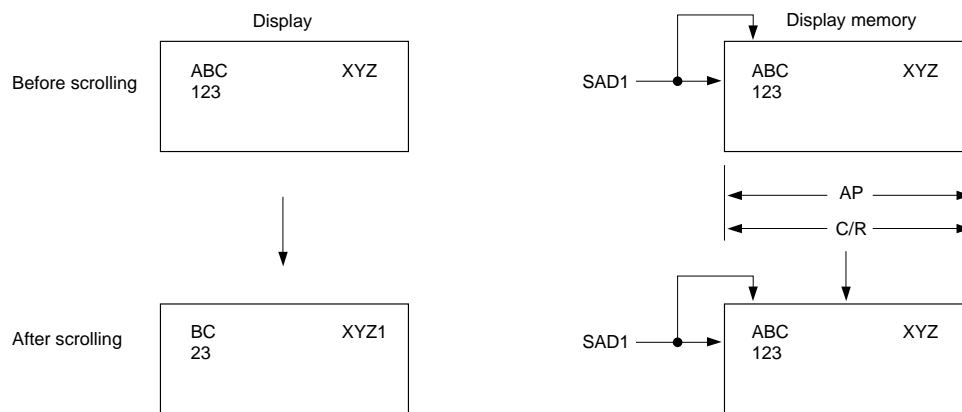 Display
Display memory
Before scrolling
ABC XYZ
123
SAD1
ABC XYZ
123
AP
C/R
After scrolling
BC XYZ1
23
SAD1
ABC XYZ
123